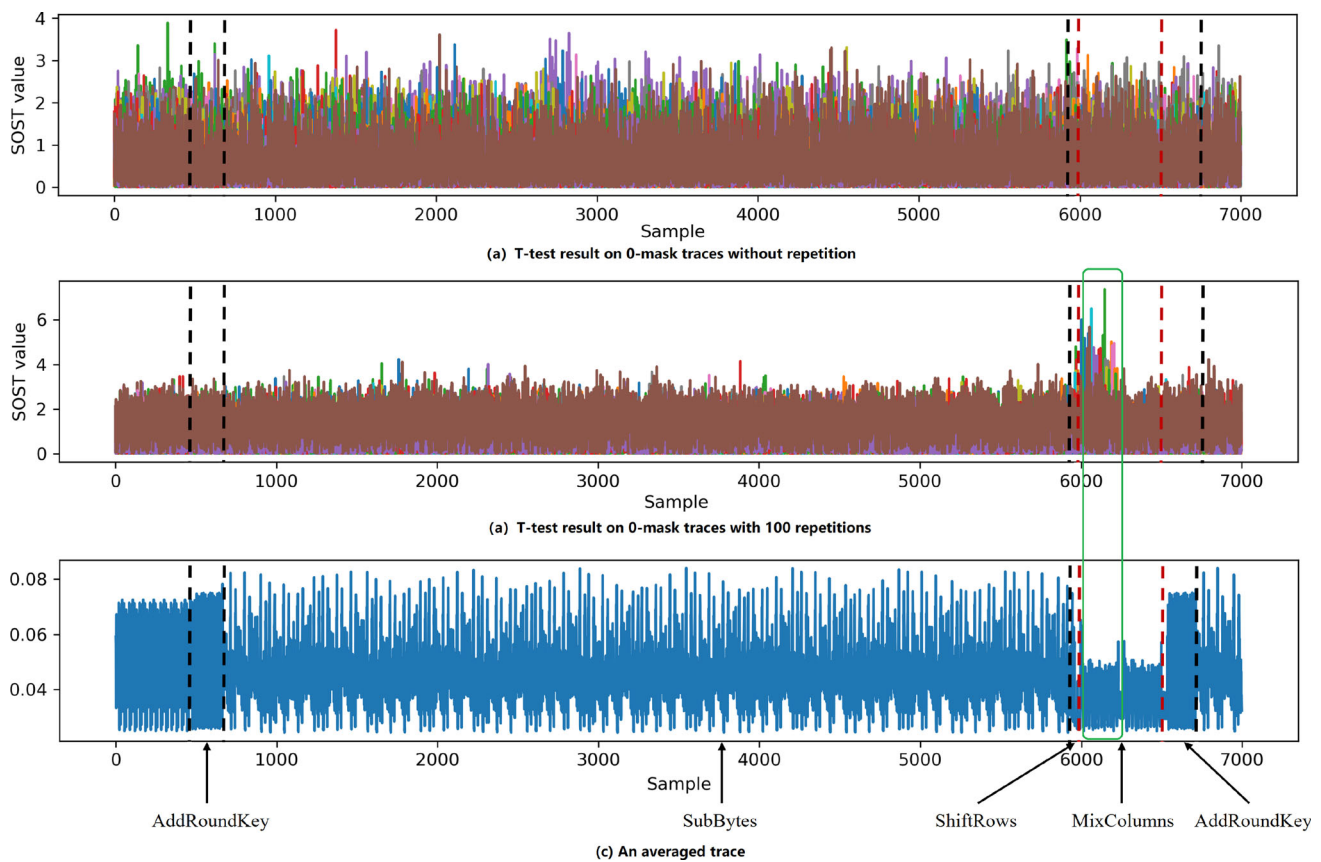 4
3
2
1
0
SOST value
0 1000 2000 3000 4000 5000 6000 7000
Sample
(a) T-test result on 0-mask traces without repetition
6
4
2
0
SOST value
0 1000 2000 3000 4000 5000 6000 7000
Sample
(a) T-test result on 0-mask traces with 100 repetitions
0.08
0.06
0.04
0 1000 2000 3000 4000 5000 6000 7000
Sample
AddRoundKey SubBytes ShiftRows MixColumns AddRoundKey
(c) An averaged trace